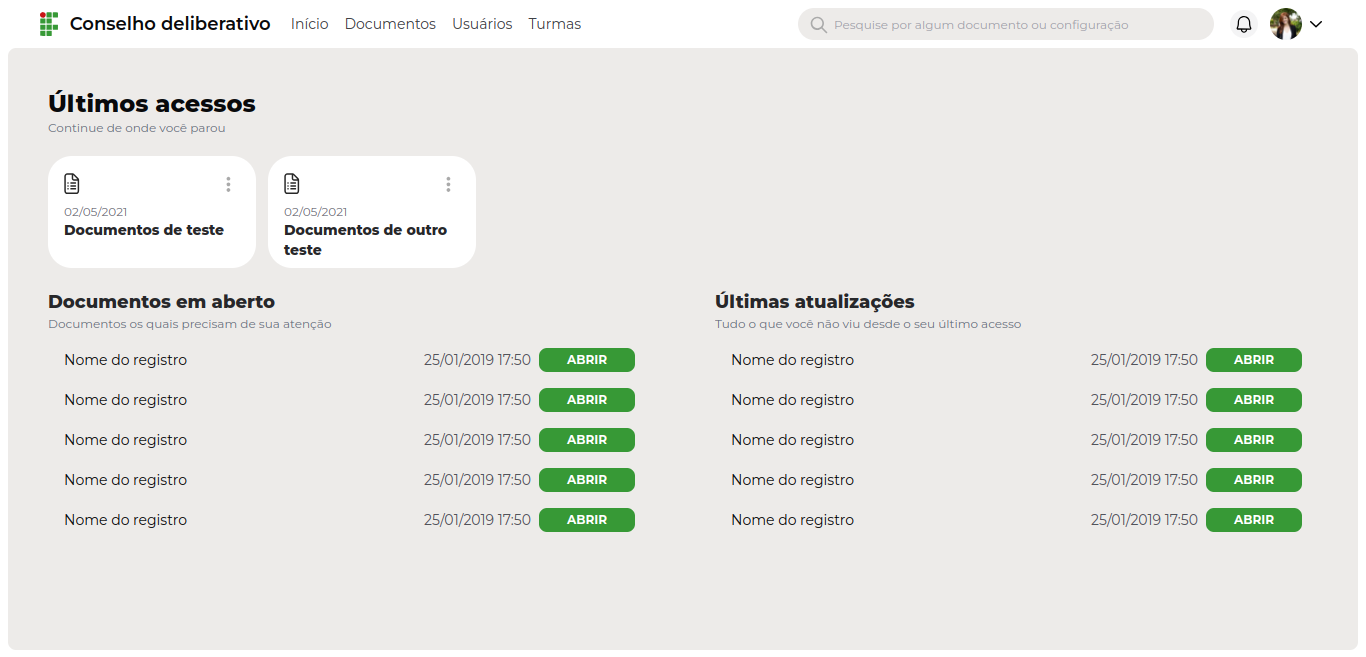 Conselho deliberativo Início Documentos Usuários Turmas Pesquise por algum documento ou configuração
Últimos acessos
Continue de onde você parou
02/05/2021
Documentos de teste
02/05/2021
Documentos de outro
teste
Documentos em aberto
Documentos os quais precisam de sua atenção
Nome do registro 25/01/2019 17:50 ABRIR
Nome do registro 25/01/2019 17:50 ABRIR
Nome do registro 25/01/2019 17:50 ABRIR
Nome do registro 25/01/2019 17:50 ABRIR
Nome do registro 25/01/2019 17:50 ABRIR
Últimas atualizações
Tudo o que você não viu desde o seu último acesso
Nome do registro 25/01/2019 17:50 ABRIR
Nome do registro 25/01/2019 17:50 ABRIR
Nome do registro 25/01/2019 17:50 ABRIR
Nome do registro 25/01/2019 17:50 ABRIR
Nome do registro 25/01/2019 17:50 ABRIR